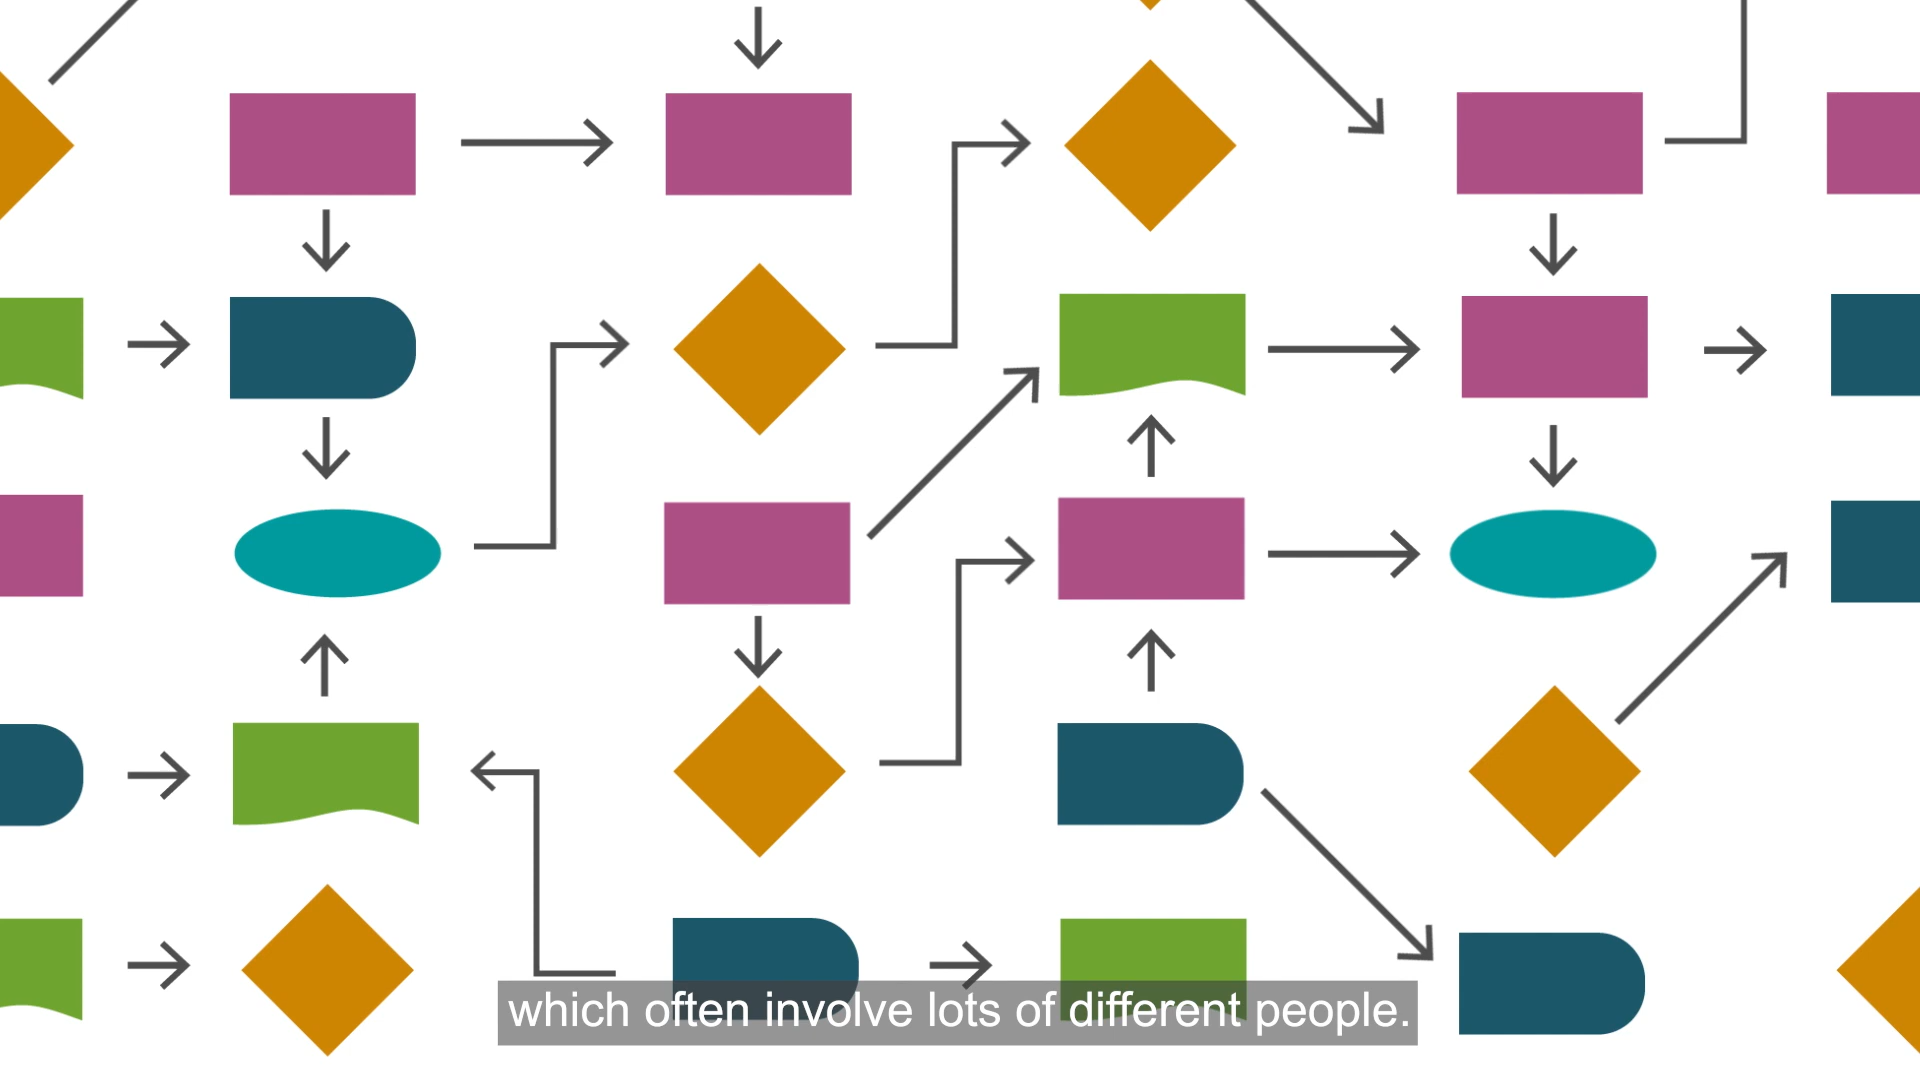 which often involve lots of different people.